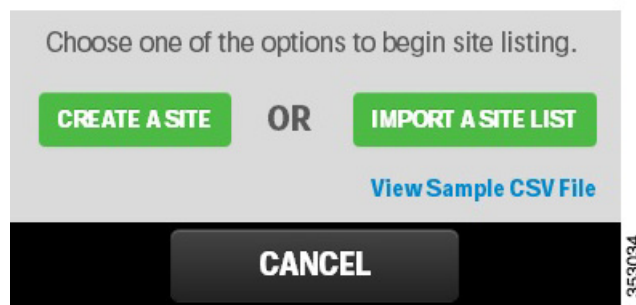 Choose one of the options to begin site listing.
CREATE A SITE OR IMPORT A SITE LIST
View Sample CSV File
CANCEL
353034